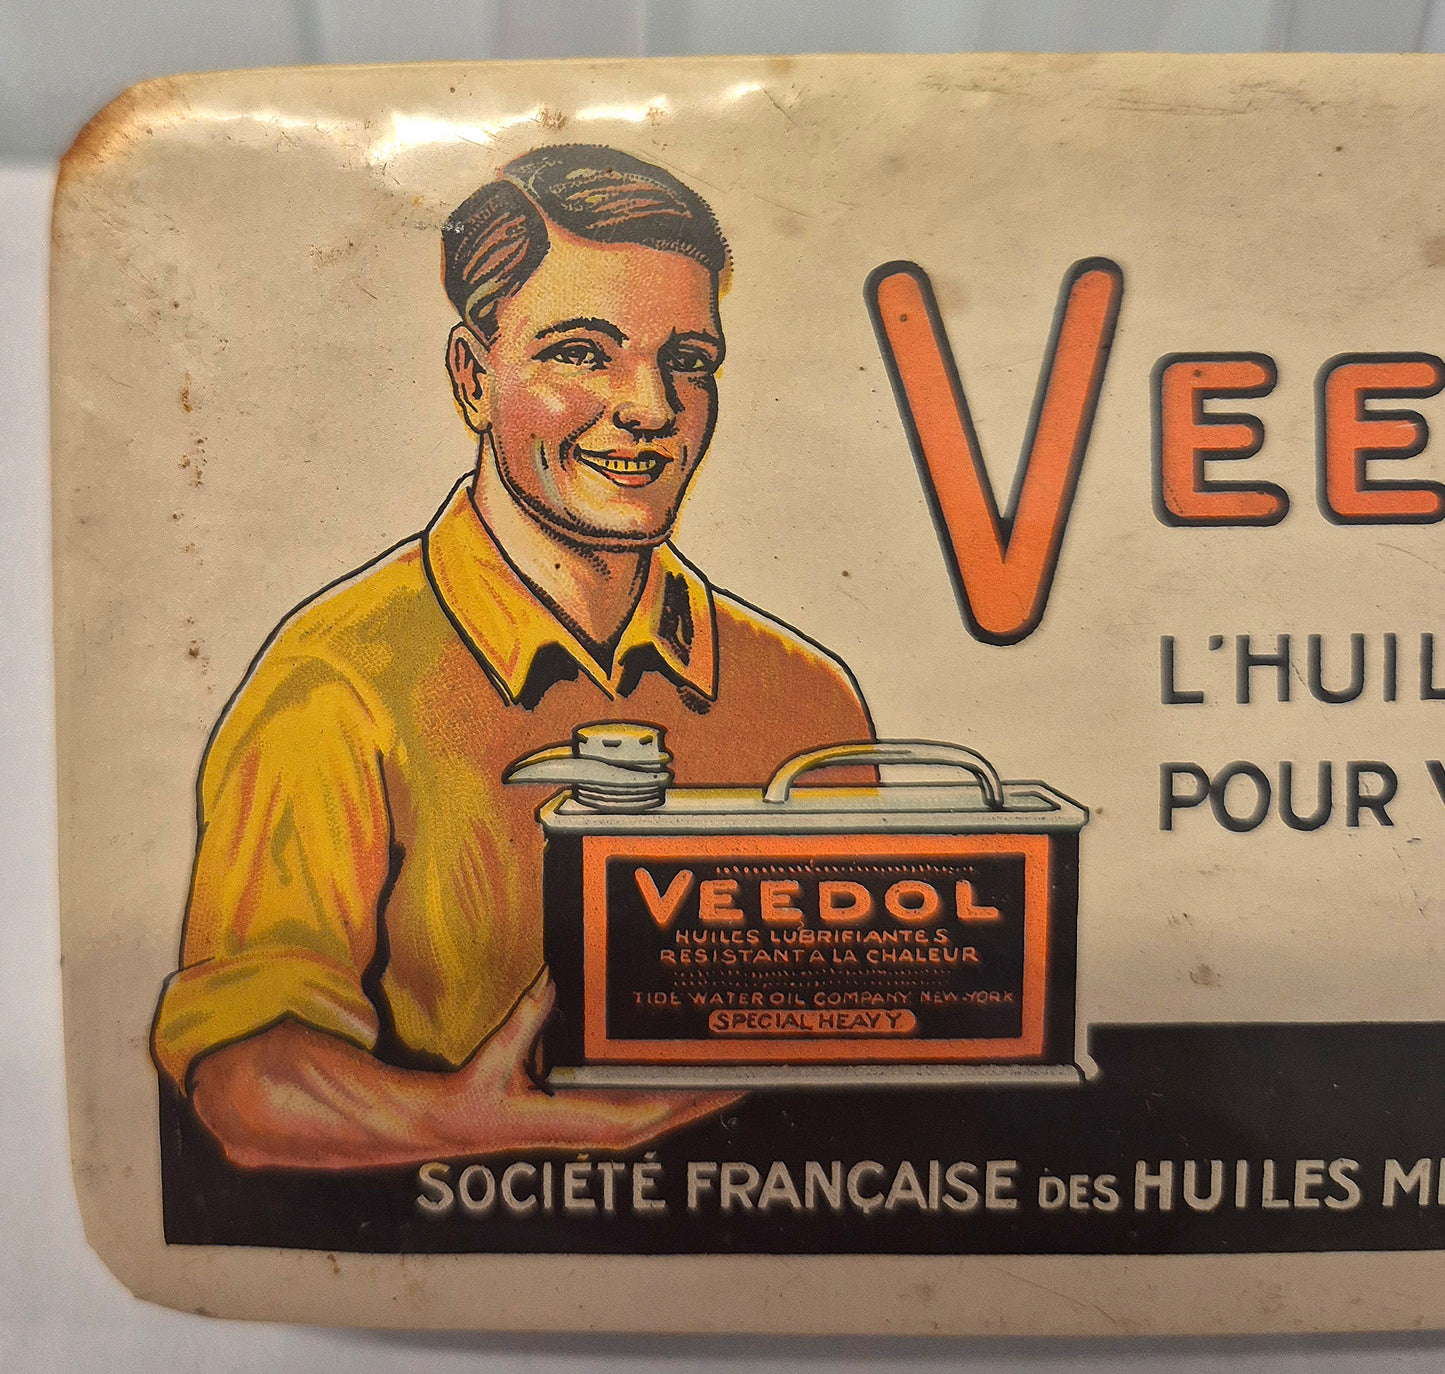 VEE
L'HUIL
POUR
VEEDOL
HUILES LUBRIFIANTES
RESISTANT A LA CHALEUR
TIDE WATER OIL COMPANY NEW-YORK
SPECIAL HEAVY
SOCIÉTÉ FRANÇAISE DES HUILES M